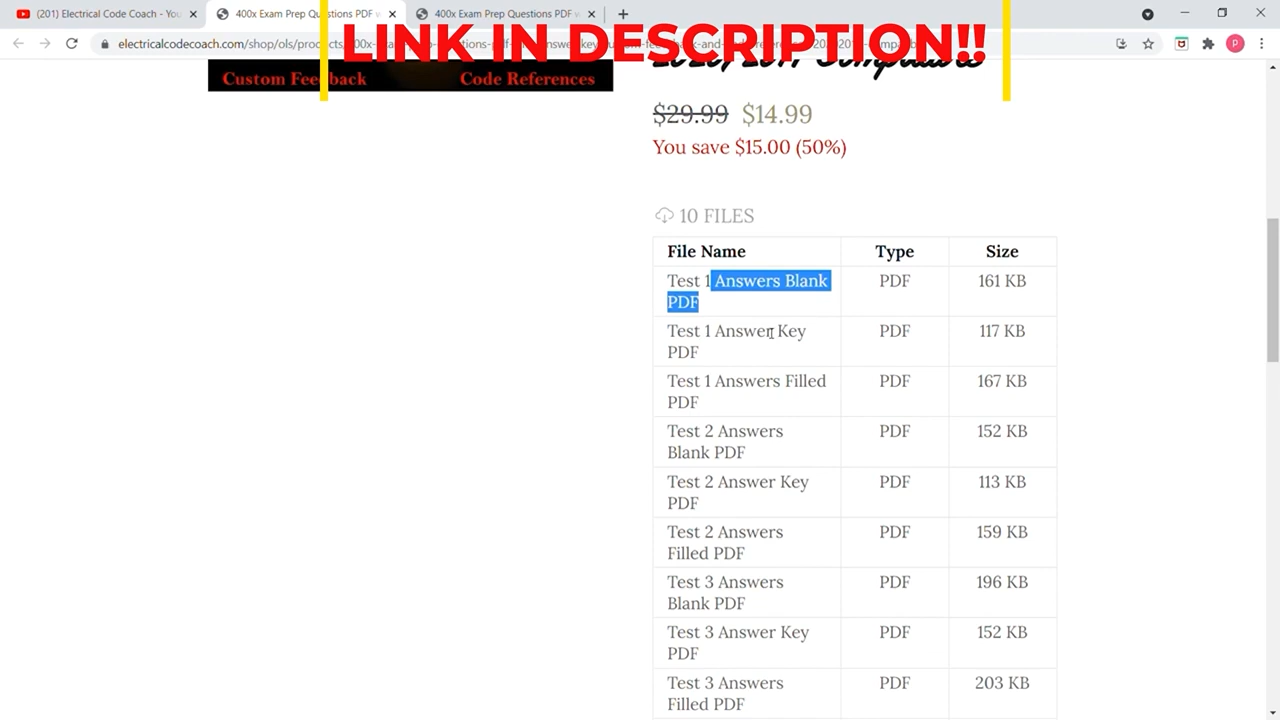 (201) Electrical Code Coach - You
400x Exam Prep Questions PDF w
400x Exam Prep Questions PDF w
electricalcodecoach.com/shop/ols/products/400x-
LINK IN DESCRIPTION!!
Custom Feedback Code References
2020/2017 Compatible
$29.99 $14.99
You save $15.00 (50%)
10 FILES
File Name Type Size
Test 1 Answers Blank PDF 161 KB
PDF
Test 1 Answer Key PDF 117 KB
PDF
Test 1 Answers Filled PDF 167 KB
PDF
Test 2 Answers PDF 152 KB
Blank PDF
Test 2 Answer Key PDF 113 KB
PDF
Test 2 Answers PDF 159 KB
Filled PDF
Test 3 Answers PDF 196 KB
Blank PDF
Test 3 Answer Key PDF 152 KB
PDF
Test 3 Answers PDF 203 KB
Filled PDF